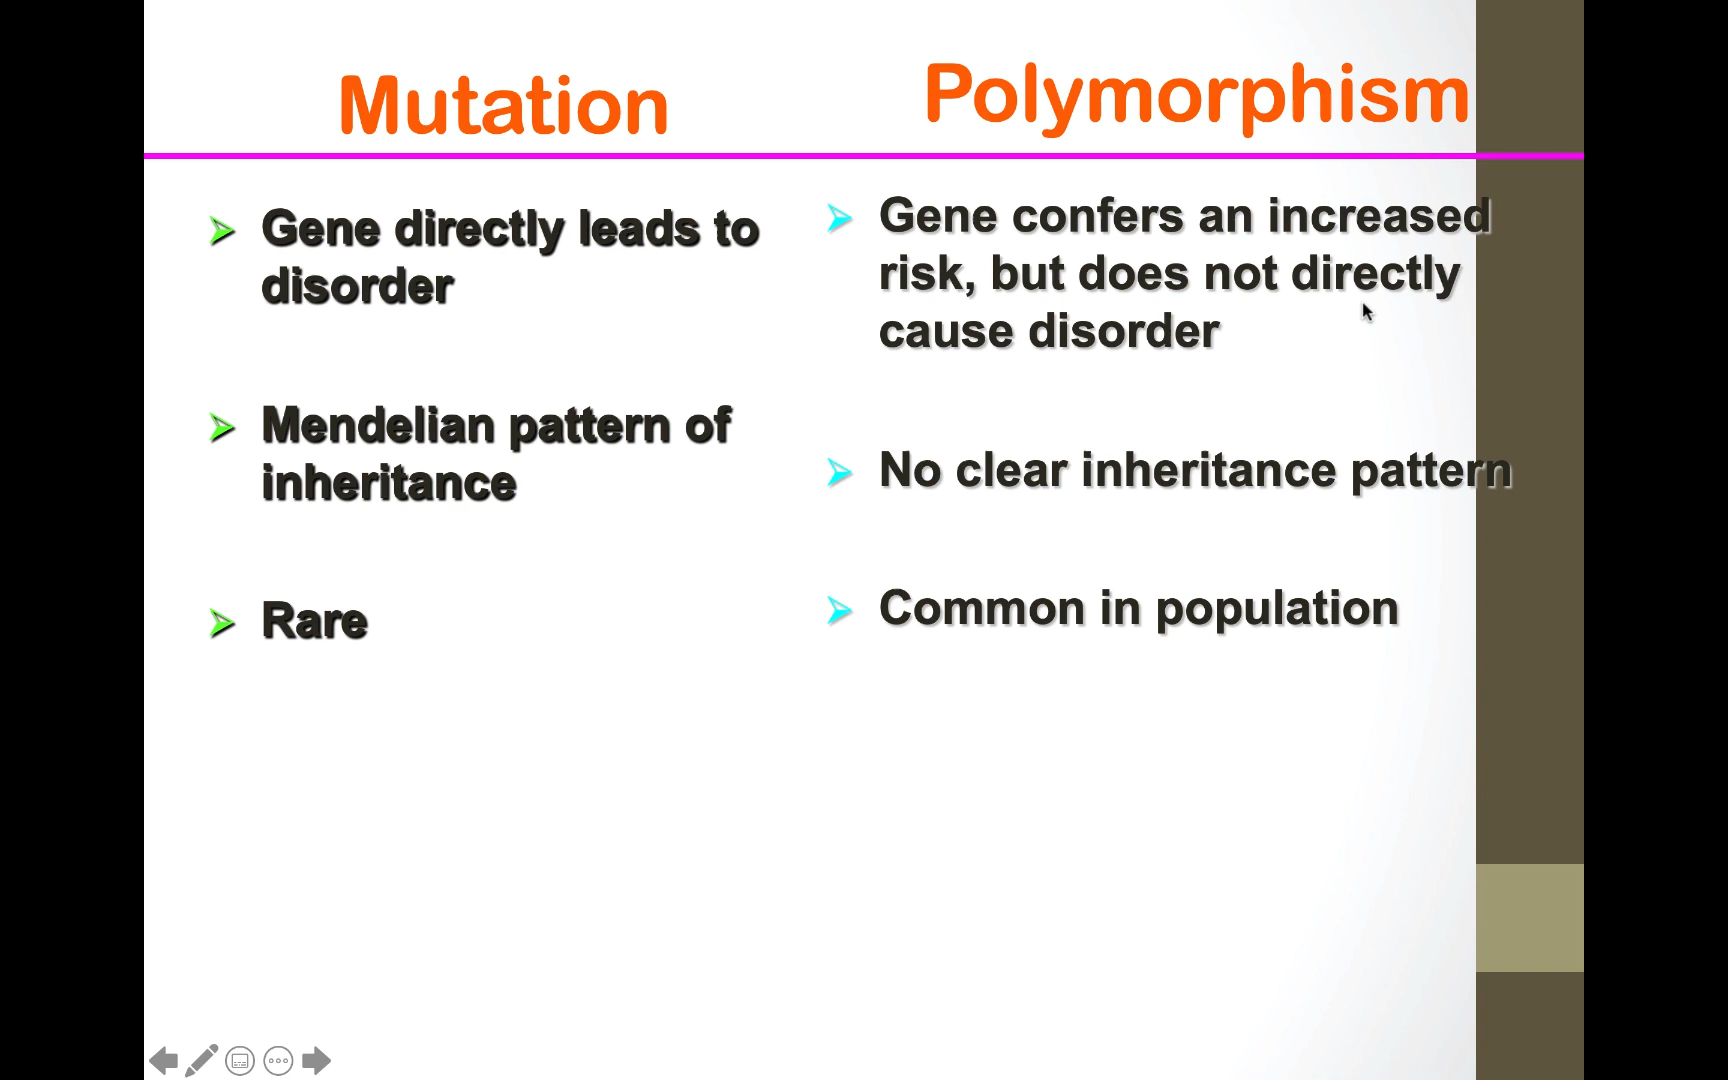 Mutation
Gene directly leads to
disorder
Mendelian pattern of
inheritance
Rare
Polymorphism
Gene confers an increased
risk, but does not directly
cause disorder
No clear inheritance pattern
Common in population